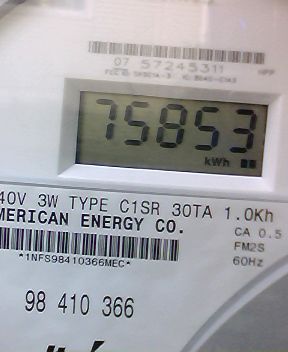 07 57245311
HPP
75853
kWh
40V 3W TYPE C1SR 30TA 1.0Kh
MERICAN ENERGY CO.
CA 0.5
FM2S
60Hz
*1NFS98410366MEC*
98 410 366